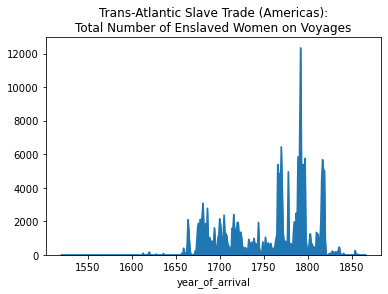 Trans-Atlantic Slave Trade (Americas):
Total Number of Enslaved Women on Voyages
12000
10000
8000
6000
4000
2000
0
1550 1600 1650 1700 1750 1800 1850
year_of_arrival